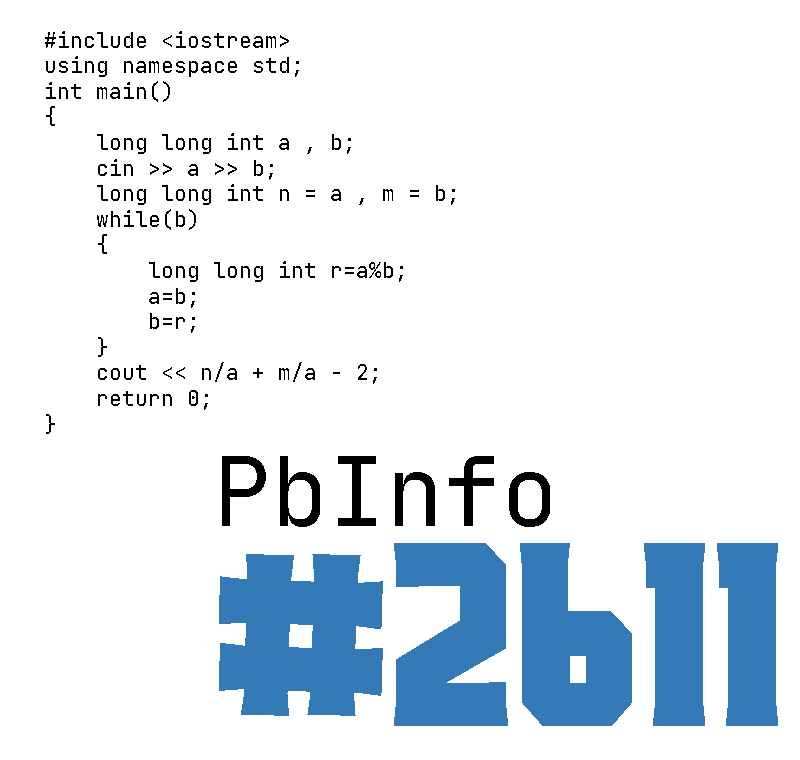 #include <iostream>
using namespace std;
int main()
{
    long long int a , b;
    cin >> a >> b;
    long long int n = a , m = b;
    while(b)
    {
        long long int r=a%b;
        a=b;
        b=r;
    }
    cout << n/a + m/a - 2;
    return 0;
}
PbInfo
#2611